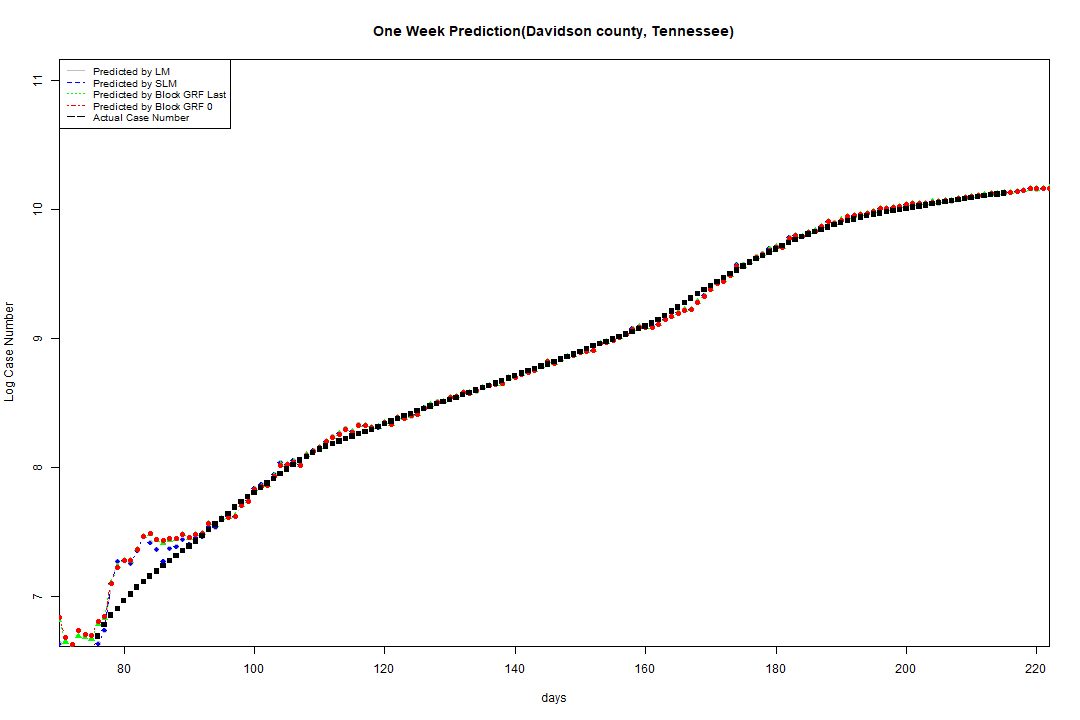 One Week Prediction(Davidson county, Tennessee)
Predicted by LM
Predicted by SLM
Predicted by Block GRF Last
Predicted by Block GRF 0
Actual Case Number
11
10
9
8
7
Log Case Number
80 100 120 140 160 180 200 220
days